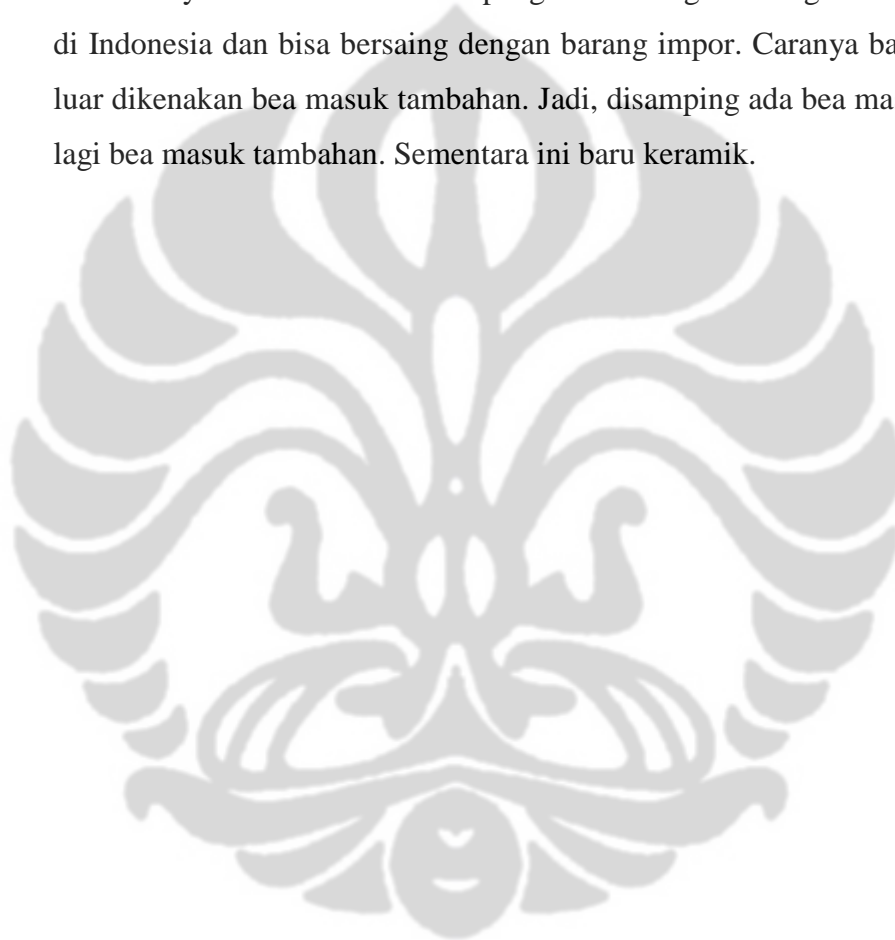 di Indonesia dan bisa bersaing dengan barang impor. Caranya ba
luar dikenakan bea masuk tambahan. Jadi, disamping ada bea ma
lagi bea masuk tambahan. Sementara ini baru keramik.